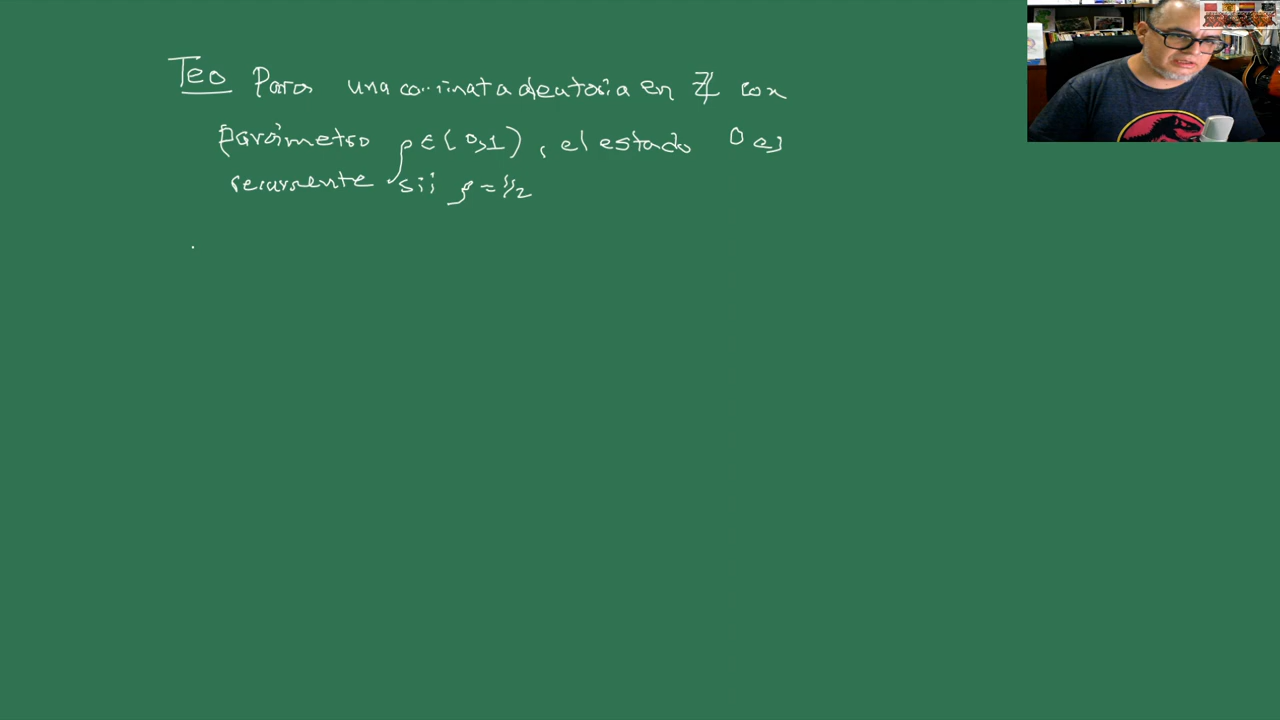 Teo Para una caminata aleatoria en ℤ con
parámetro p∈(0,1), el estado 0 es
recurrente sii p=1/2